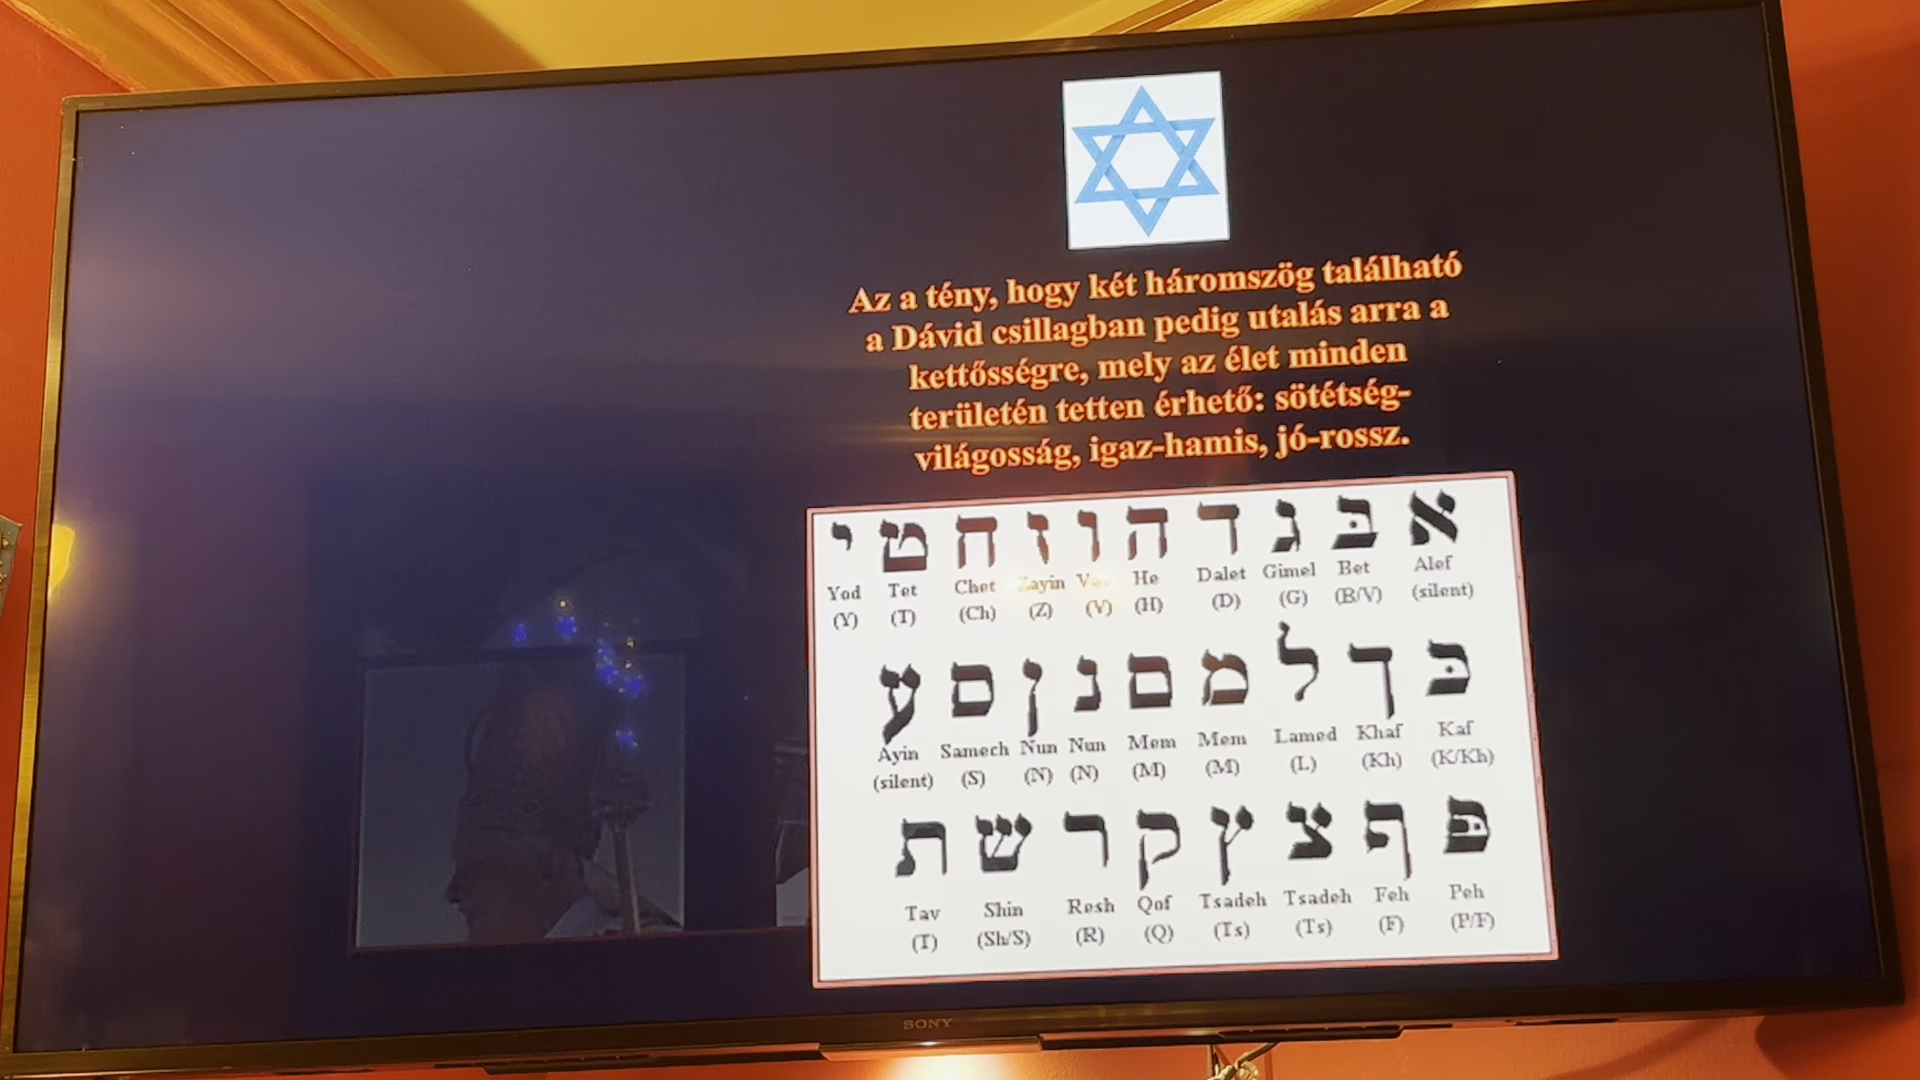 Az a tény, hogy két háromszög található
a Dávid csillagban pedig utalás arra a
kettősségre, mely az élet minden
területén tetten érhető: sötétség-
világosság, igaz-hamis, jó-rossz.
א בּ ג ד ה ו ז ח ט י
Yod Tet Chet Zayin He Dalet Gimel Bet Alef
(Y) (T) (Ch) (Z) (V) (H) (D) (G) (B/V) (silent)
כּ ך ל מ ם נ ן ס ע
Ayin Samech Nun Nun Mem Mem Lamed Khaf Kaf
(silent) (S) (N) (N) (M) (M) (L) (Kh) (K/Kh)
פּ ף צ ץ ק ר ש ת
Tav Shin Resh Qof Tsadeh Tsadeh Feh Peh
(T) (Sh/S) (R) (Q) (Ts) (Ts) (F) (P/F)
SONY